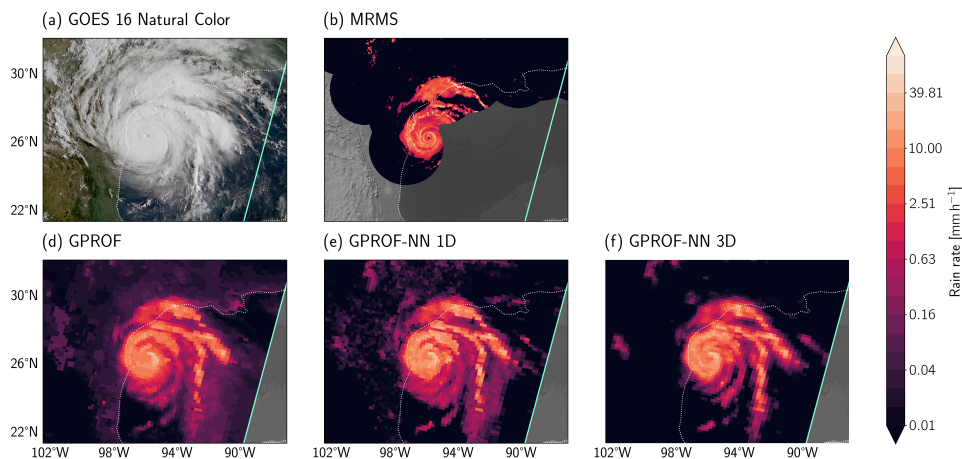 (a) GOES 16 Natural Color
(b) MRMS
30°N
26°N
22°N
(d) GPROF
(e) GPROF-NN 1D
(f) GPROF-NN 3D
30°N
26°N
22°N
102°W 98°W 94°W 90°W
102°W 98°W 94°W 90°W
102°W 98°W 94°W 90°W
39.81
10.00
2.51
0.63
0.16
0.04
0.01
Rain rate [mm h⁻¹]